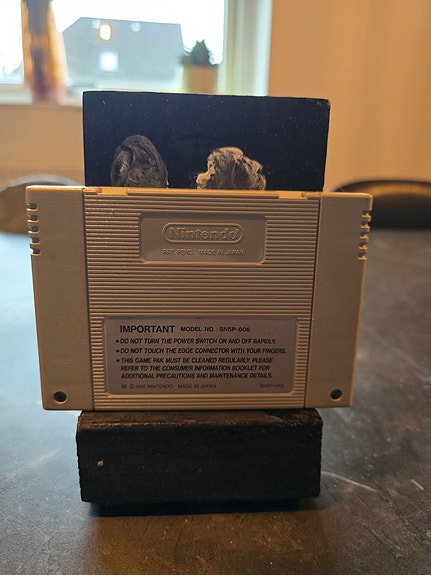 Nintendo
PAT. PEND. MADE IN JAPAN
IMPORTANT MODEL NO. : SNSP-006
● DO NOT TURN THE POWER SWITCH ON AND OFF RAPIDLY.
● DO NOT TOUCH THE EDGE CONNECTOR WITH YOUR FINGERS.
● THIS GAME PAK MUST BE CLEANED REGULARLY. PLEASE
REFER TO THE CONSUMER INFORMATION BOOKLET FOR
ADDITIONAL PRECAUTIONS AND MAINTENANCE DETAILS.
© 1992 NINTENDO MADE IN JAPAN